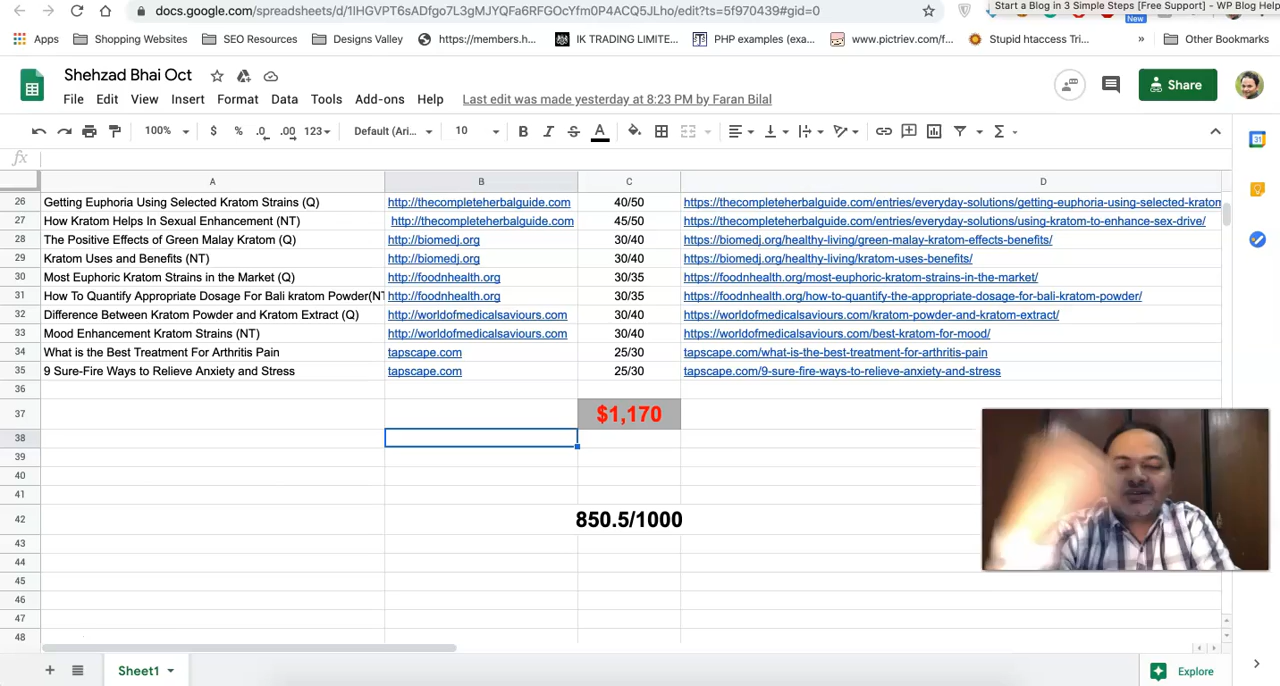 docs.google.com/spreadsheets/d/1IHGVPT6sADfgo7L3gMJYQFa6RFGOcYfm0P4ACQ5JLho/edit?ts=5f970439#gid=0
Start a Blog in 3 Simple Steps [Free Support] - WP Blog Help
New
Apps Shopping Websites SEO Resources Designs Valley https://members.h... IK TRADING LIMITE... PHP examples (exa... www.pictriev.com/f... Stupid htaccess Tri... » Other Bookmarks
Shehzad Bhai Oct
Share
File Edit View Insert Format Data Tools Add-ons Help Last edit was made yesterday at 8:23 PM by Faran Bilal
100% $ % .0 .00 123 Default (Ari... 10 B I S A
31
fx
A B C D
26 Getting Euphoria Using Selected Kratom Strains (Q) http://thecompleteherbalguide.com 40/50 https://thecompleteherbalguide.com/entries/everyday-solutions/getting-euphoria-using-selected-kratom
27 How Kratom Helps In Sexual Enhancement (NT) http://thecompleteherbalguide.com 45/50 https://thecompleteherbalguide.com/entries/everyday-solutions/using-kratom-to-enhance-sex-drive/
28 The Positive Effects of Green Malay Kratom (Q) http://biomedj.org 30/40 https://biomedj.org/healthy-living/green-malay-kratom-effects-benefits/
29 Kratom Uses and Benefits (NT) http://biomedj.org 30/40 https://biomedj.org/healthy-living/kratom-uses-benefits/
30 Most Euphoric Kratom Strains in the Market (Q) http://foodnhealth.org 30/35 https://foodnhealth.org/most-euphoric-kratom-strains-in-the-market/
31 How To Quantify Appropriate Dosage For Bali kratom Powder(NT http://foodnhealth.org 30/35 https://foodnhealth.org/how-to-quantify-the-appropriate-dosage-for-bali-kratom-powder/
32 Difference Between Kratom Powder and Kratom Extract (Q) http://worldofmedicalsaviours.com 30/40 https://worldofmedicalsaviours.com/kratom-powder-and-kratom-extract/
33 Mood Enhancement Kratom Strains (NT) http://worldofmedicalsaviours.com 30/40 https://worldofmedicalsaviours.com/best-kratom-for-mood/
34 What is the Best Treatment For Arthritis Pain tapscape.com 25/30 tapscape.com/what-is-the-best-treatment-for-arthritis-pain
35 9 Sure-Fire Ways to Relieve Anxiety and Stress tapscape.com 25/30 tapscape.com/9-sure-fire-ways-to-relieve-anxiety-and-stress
36
37 $1,170
38
39
40
41
42 850.5/1000
43
44
45
46
47
48
Sheet1
Explore